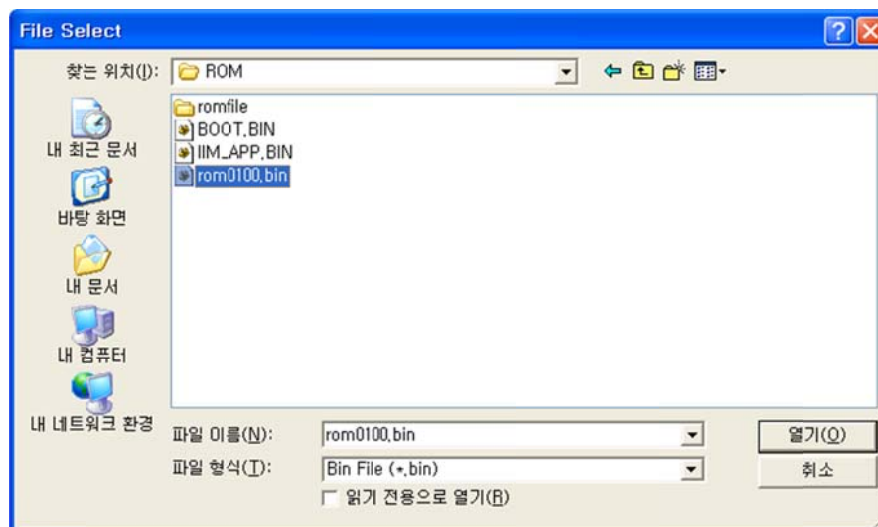 File Select
찾는 위치(I): ROM
romfile
BOOT.BIN
IIM_APP.BIN
rom0100.bin
내 최근 문서
바탕 화면
내 문서
내 컴퓨터
내 네트워크 환경
파일 이름(N): rom0100.bin 열기(O)
파일 형식(T): Bin File (*.bin) 취소
읽기 전용으로 열기(R)